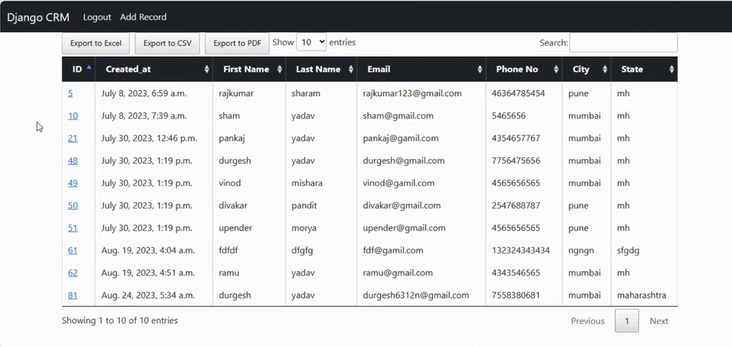 Django CRM Logout Add Record
Export to Excel Export to CSV Export to PDF Show 10 entries Search:
ID Created_at First Name Last Name Email Phone No City State
5 July 8, 2023, 6:59 a.m. rajkumar sharam rajkumar123@gmail.com 46364785454 pune mh
10 July 8, 2023, 7:39 a.m. sham yadav sham@gmail.com 5465656 mumbai mh
21 July 30, 2023, 12:46 p.m. pankaj yadav pankaj@gamil.com 4354657767 mumbai mh
48 July 30, 2023, 1:19 p.m. durgesh yadav durgesh@gmail.com 7756475656 mumbai mh
49 July 30, 2023, 1:19 p.m. vinod mishara vinod@gamil.com 4565656565 mumbai mh
50 July 30, 2023, 1:19 p.m. divakar pandit divakar@gmail.com 2547688787 pune mh
51 July 30, 2023, 1:19 p.m. upender morya upender@gmail.com 4565656565 pune mh
61 Aug. 19, 2023, 4:04 a.m. fdfdf dfgfg fdf@gamil.com 132324343434 ngngn sfgdg
62 Aug. 19, 2023, 4:51 a.m. ramu yadav ramu@gmail.com 4343546565 mumbai mh
81 Aug. 24, 2023, 5:34 a.m. durgesh yadav durgesh6312n@gmail.com 7558380681 mumbai maharashtra
Showing 1 to 10 of 10 entries Previous 1 Next